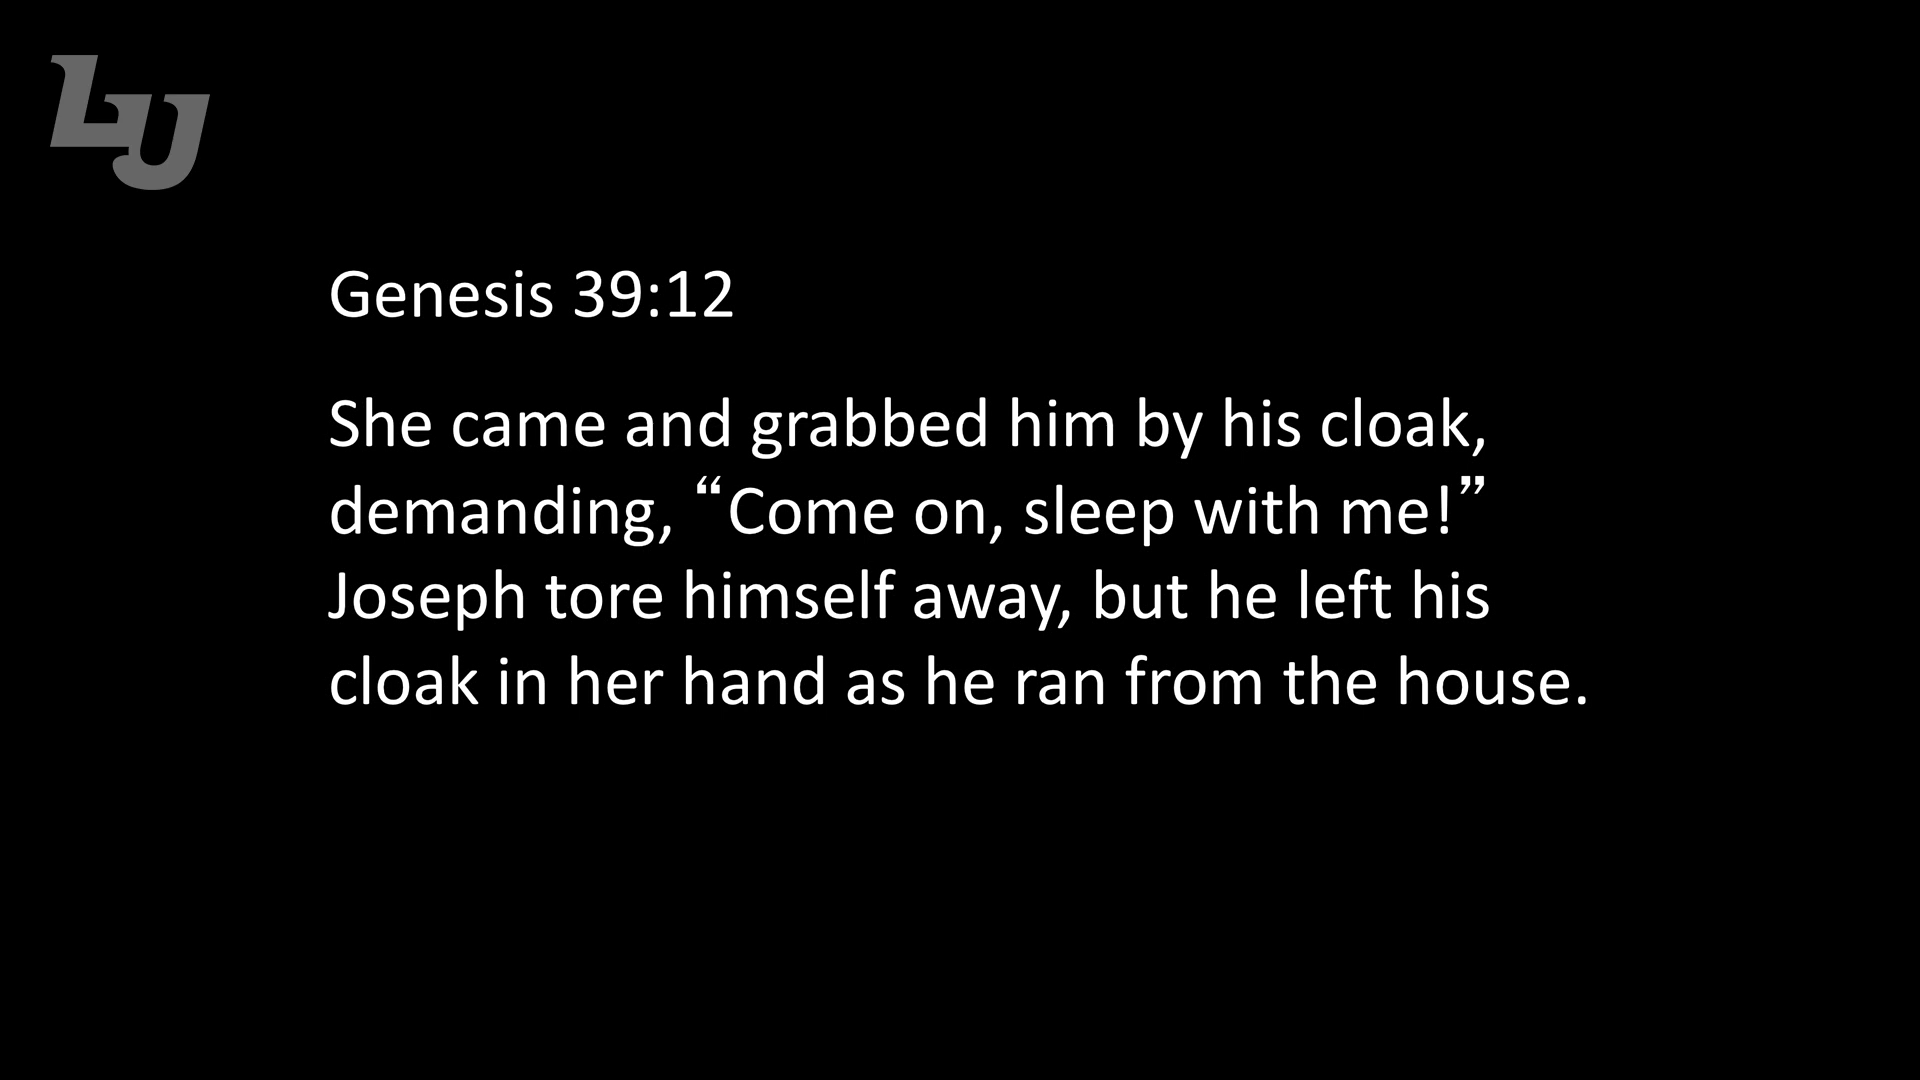 LU
Genesis 39:12
She came and grabbed him by his cloak,
demanding, “Come on, sleep with me!”
Joseph tore himself away, but he left his
cloak in her hand as he ran from the house.